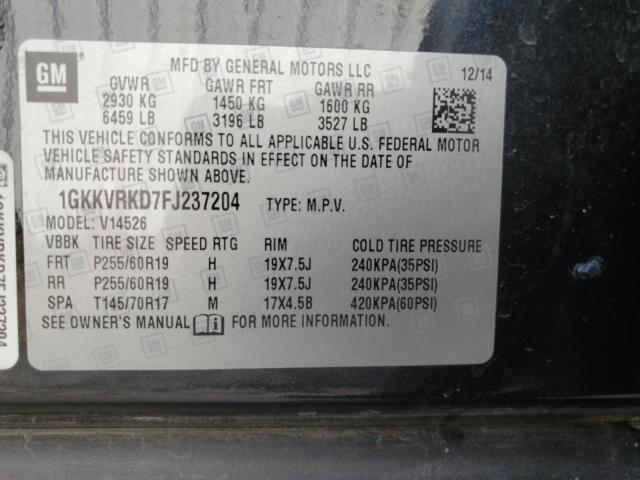 GM
MFD BY GENERAL MOTORS LLC 12/14
GVWR GAWR FRT GAWR RR
2930 KG 1450 KG 1600 KG
6459 LB 3196 LB 3527 LB
THIS VEHICLE CONFORMS TO ALL APPLICABLE U.S. FEDERAL MOTOR
VEHICLE SAFETY STANDARDS IN EFFECT ON THE DATE OF
MANUFACTURE SHOWN ABOVE.
1GKKVRKD7FJ237204 TYPE: M.P.V.
MODEL: V14526
VBBK TIRE SIZE SPEED RTG RIM COLD TIRE PRESSURE
FRT P255/60R19 H 19X7.5J 240KPA(35PSI)
RR P255/60R19 H 19X7.5J 240KPA(35PSI)
SPA T145/70R17 M 17X4.5B 420KPA(60PSI)
SEE OWNER'S MANUAL FOR MORE INFORMATION.